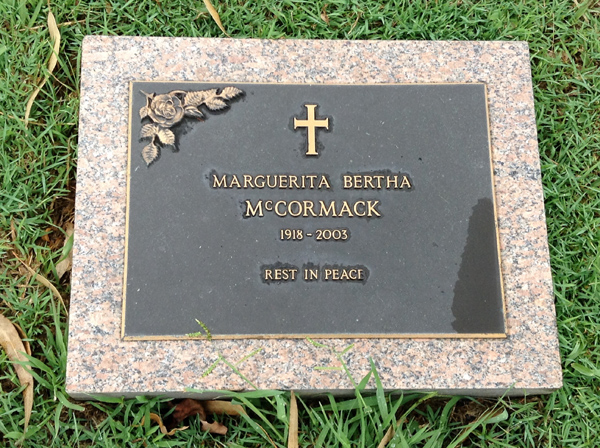 MARGUERITA BERTHA
McCORMACK
1918 - 2003
REST IN PEACE